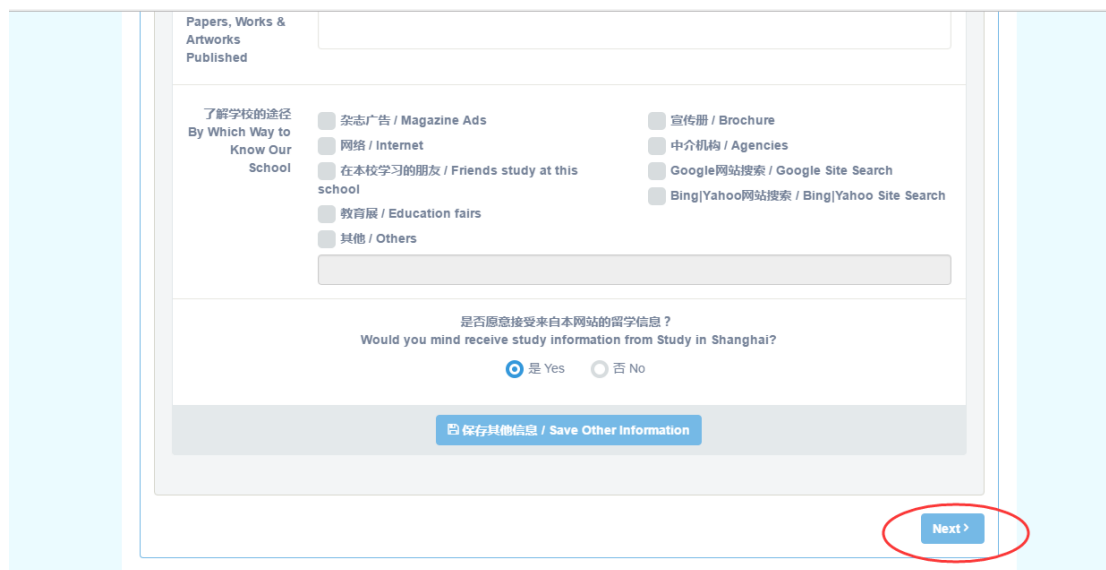 Papers, Works &
Artworks
Published
了解学校的途径
By Which Way to
Know Our
School
杂志广告 / Magazine Ads
网络 / Internet
在本校学习的朋友 / Friends study at this
school
教育展 / Education fairs
其他 / Others
宣传册 / Brochure
中介机构 / Agencies
Google网站搜索 / Google Site Search
Bing|Yahoo网站搜索 / Bing|Yahoo Site Search
是否愿意接受来自本网站的留学信息？
Would you mind receive study information from Study in Shanghai?
是 Yes 否 No
保存其他信息 / Save Other Information
Next >